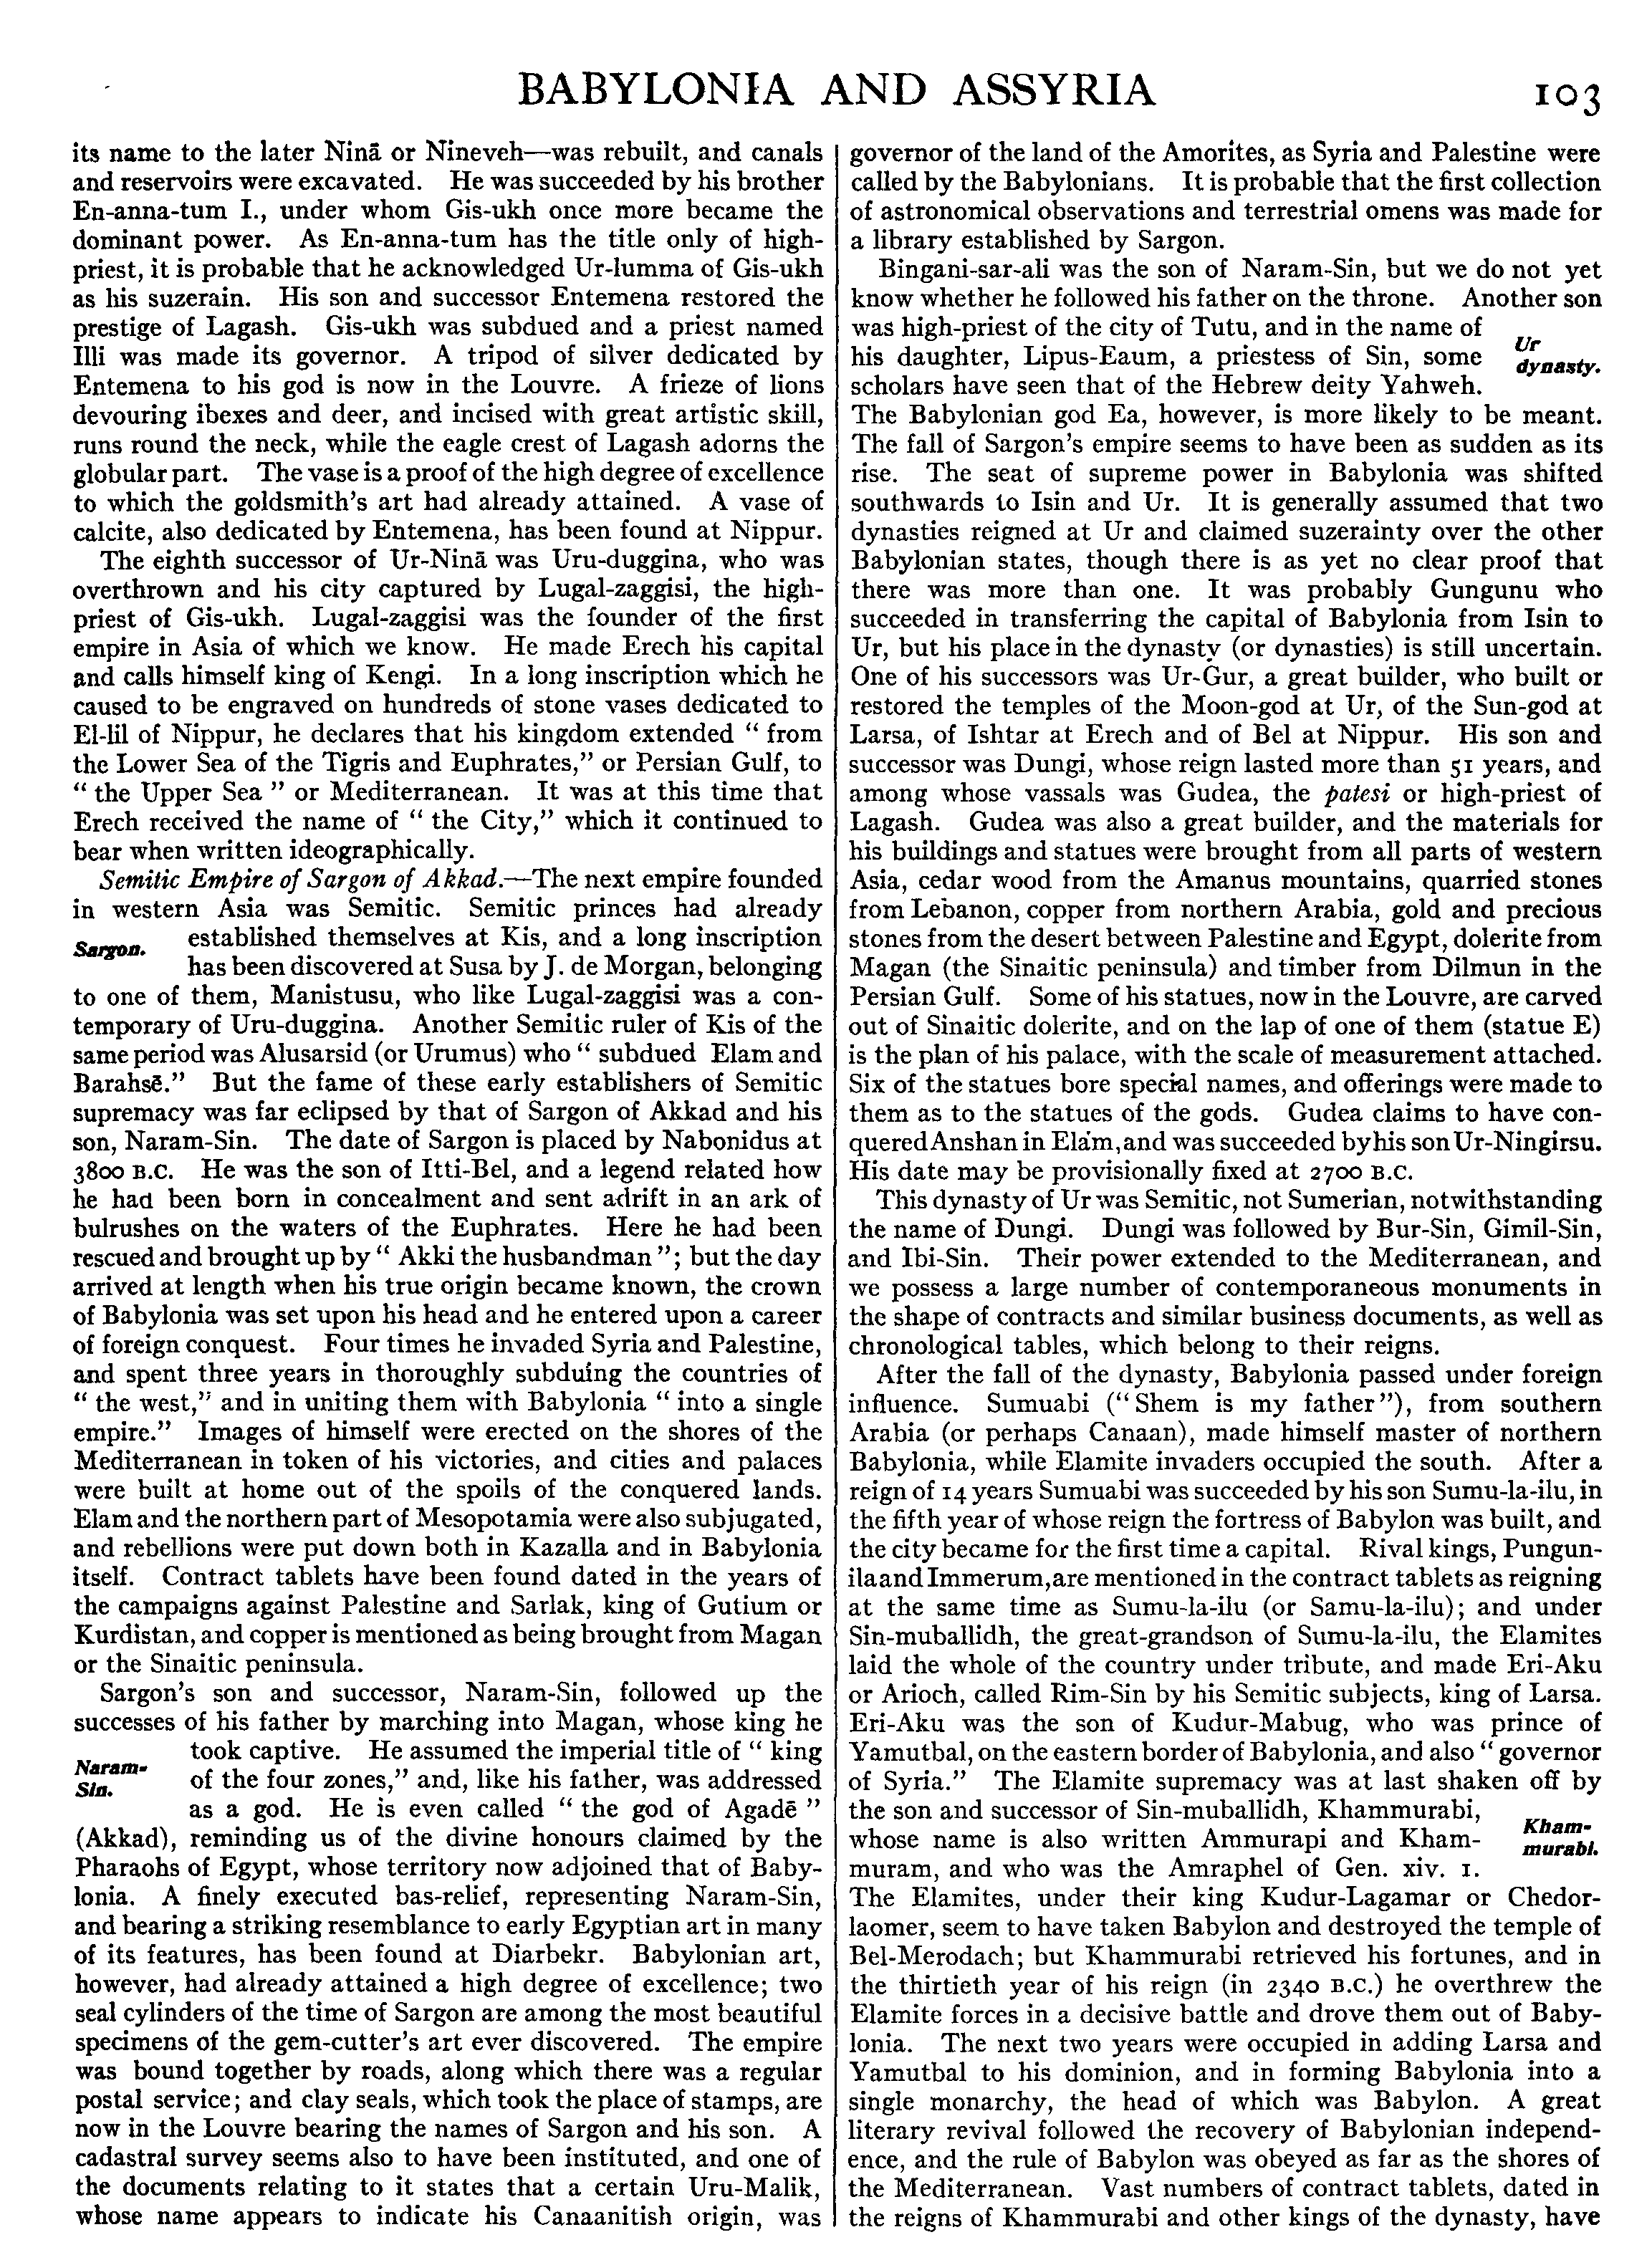 BABYLONIA AND ASSYRIA
103
its name to the later Ninā or Nineveh—was rebuilt, and canals
and reservoirs were excavated. He was succeeded by his brother
En-anna-tum I., under whom Gis-ukh once more became the
dominant power. As En-anna-tum has the title only of high-
priest, it is probable that he acknowledged Ur-lumma of Gis-ukh
as his suzerain. His son and successor Entemena restored the
prestige of Lagash. Gis-ukh was subdued and a priest named
Illi was made its governor. A tripod of silver dedicated by
Entemena to his god is now in the Louvre. A frieze of lions
devouring ibexes and deer, and incised with great artistic skill,
runs round the neck, while the eagle crest of Lagash adorns the
globular part. The vase is a proof of the high degree of excellence
to which the goldsmith's art had already attained. A vase of
calcite, also dedicated by Entemena, has been found at Nippur.
The eighth successor of Ur-Ninā was Uru-duggina, who was
overthrown and his city captured by Lugal-zaggisi, the high-
priest of Gis-ukh. Lugal-zaggisi was the founder of the first
empire in Asia of which we know. He made Erech his capital
and calls himself king of Kengi. In a long inscription which he
caused to be engraved on hundreds of stone vases dedicated to
El-lil of Nippur, he declares that his kingdom extended " from
the Lower Sea of the Tigris and Euphrates," or Persian Gulf, to
" the Upper Sea " or Mediterranean. It was at this time that
Erech received the name of " the City," which it continued to
bear when written ideographically.
Semitic Empire of Sargon of Akkad.—The next empire founded
in western Asia was Semitic. Semitic princes had already
Sargon.
established themselves at Kis, and a long inscription
has been discovered at Susa by J. de Morgan, belonging
to one of them, Manistusu, who like Lugal-zaggisi was a con-
temporary of Uru-duggina. Another Semitic ruler of Kis of the
same period was Alusarsid (or Urumus) who " subdued Elam and
Barahsē." But the fame of these early establishers of Semitic
supremacy was far eclipsed by that of Sargon of Akkad and his
son, Naram-Sin. The date of Sargon is placed by Nabonidus at
3800 B.C. He was the son of Itti-Bel, and a legend related how
he had been born in concealment and sent adrift in an ark of
bulrushes on the waters of the Euphrates. Here he had been
rescued and brought up by " Akki the husbandman "; but the day
arrived at length when his true origin became known, the crown
of Babylonia was set upon his head and he entered upon a career
of foreign conquest. Four times he invaded Syria and Palestine,
and spent three years in thoroughly subduing the countries of
" the west," and in uniting them with Babylonia " into a single
empire." Images of himself were erected on the shores of the
Mediterranean in token of his victories, and cities and palaces
were built at home out of the spoils of the conquered lands.
Elam and the northern part of Mesopotamia were also subjugated,
and rebellions were put down both in Kazalla and in Babylonia
itself. Contract tablets have been found dated in the years of
the campaigns against Palestine and Sarlak, king of Gutium or
Kurdistan, and copper is mentioned as being brought from Magan
or the Sinaitic peninsula.
Sargon's son and successor, Naram-Sin, followed up the
successes of his father by marching into Magan, whose king he
Naram-
Sin.
took captive. He assumed the imperial title of " king
of the four zones," and, like his father, was addressed
as a god. He is even called " the god of Agadē "
(Akkad), reminding us of the divine honours claimed by the
Pharaohs of Egypt, whose territory now adjoined that of Baby-
lonia. A finely executed bas-relief, representing Naram-Sin,
and bearing a striking resemblance to early Egyptian art in many
of its features, has been found at Diarbekr. Babylonian art,
however, had already attained a high degree of excellence; two
seal cylinders of the time of Sargon are among the most beautiful
specimens of the gem-cutter's art ever discovered. The empire
was bound together by roads, along which there was a regular
postal service; and clay seals, which took the place of stamps, are
now in the Louvre bearing the names of Sargon and his son. A
cadastral survey seems also to have been instituted, and one of
the documents relating to it states that a certain Uru-Malik,
whose name appears to indicate his Canaanitish origin, was
governor of the land of the Amorites, as Syria and Palestine were
called by the Babylonians. It is probable that the first collection
of astronomical observations and terrestrial omens was made for
a library established by Sargon.
Bingani-sar-ali was the son of Naram-Sin, but we do not yet
know whether he followed his father on the throne. Another son
was high-priest of the city of Tutu, and in the name of
his daughter, Lipus-Eaum, a priestess of Sin, some
scholars have seen that of the Hebrew deity Yahweh.
Ur
dynasty.
The Babylonian god Ea, however, is more likely to be meant.
The fall of Sargon's empire seems to have been as sudden as its
rise. The seat of supreme power in Babylonia was shifted
southwards to Isin and Ur. It is generally assumed that two
dynasties reigned at Ur and claimed suzerainty over the other
Babylonian states, though there is as yet no clear proof that
there was more than one. It was probably Gungunu who
succeeded in transferring the capital of Babylonia from Isin to
Ur, but his place in the dynasty (or dynasties) is still uncertain.
One of his successors was Ur-Gur, a great builder, who built or
restored the temples of the Moon-god at Ur, of the Sun-god at
Larsa, of Ishtar at Erech and of Bel at Nippur. His son and
successor was Dungi, whose reign lasted more than 51 years, and
among whose vassals was Gudea, the patesi or high-priest of
Lagash. Gudea was also a great builder, and the materials for
his buildings and statues were brought from all parts of western
Asia, cedar wood from the Amanus mountains, quarried stones
from Lebanon, copper from northern Arabia, gold and precious
stones from the desert between Palestine and Egypt, dolerite from
Magan (the Sinaitic peninsula) and timber from Dilmun in the
Persian Gulf. Some of his statues, now in the Louvre, are carved
out of Sinaitic dolerite, and on the lap of one of them (statue E)
is the plan of his palace, with the scale of measurement attached.
Six of the statues bore special names, and offerings were made to
them as to the statues of the gods. Gudea claims to have con-
quered Anshan in Elam, and was succeeded by his son Ur-Ningirsu.
His date may be provisionally fixed at 2700 B.C.
This dynasty of Ur was Semitic, not Sumerian, notwithstanding
the name of Dungi. Dungi was followed by Bur-Sin, Gimil-Sin,
and Ibi-Sin. Their power extended to the Mediterranean, and
we possess a large number of contemporaneous monuments in
the shape of contracts and similar business documents, as well as
chronological tables, which belong to their reigns.
After the fall of the dynasty, Babylonia passed under foreign
influence. Sumuabi ("Shem is my father"), from southern
Arabia (or perhaps Canaan), made himself master of northern
Babylonia, while Elamite invaders occupied the south. After a
reign of 14 years Sumuabi was succeeded by his son Sumu-la-ilu, in
the fifth year of whose reign the fortress of Babylon was built, and
the city became for the first time a capital. Rival kings, Pungun-
ila and Immerum, are mentioned in the contract tablets as reigning
at the same time as Sumu-la-ilu (or Samu-la-ilu); and under
Sin-muballidh, the great-grandson of Sumu-la-ilu, the Elamites
laid the whole of the country under tribute, and made Eri-Aku
or Arioch, called Rim-Sin by his Semitic subjects, king of Larsa.
Eri-Aku was the son of Kudur-Mabug, who was prince of
Yamutbal, on the eastern border of Babylonia, and also " governor
of Syria." The Elamite supremacy was at last shaken off by
the son and successor of Sin-muballidh, Khammurabi,
whose name is also written Ammurapi and Kham-
muram, and who was the Amraphel of Gen. xiv. 1.
Kham-
murabi.
The Elamites, under their king Kudur-Lagamar or Chedor-
laomer, seem to have taken Babylon and destroyed the temple of
Bel-Merodach; but Khammurabi retrieved his fortunes, and in
the thirtieth year of his reign (in 2340 B.C.) he overthrew the
Elamite forces in a decisive battle and drove them out of Baby-
lonia. The next two years were occupied in adding Larsa and
Yamutbal to his dominion, and in forming Babylonia into a
single monarchy, the head of which was Babylon. A great
literary revival followed the recovery of Babylonian independ-
ence, and the rule of Babylon was obeyed as far as the shores of
the Mediterranean. Vast numbers of contract tablets, dated in
the reigns of Khammurabi and other kings of the dynasty, have